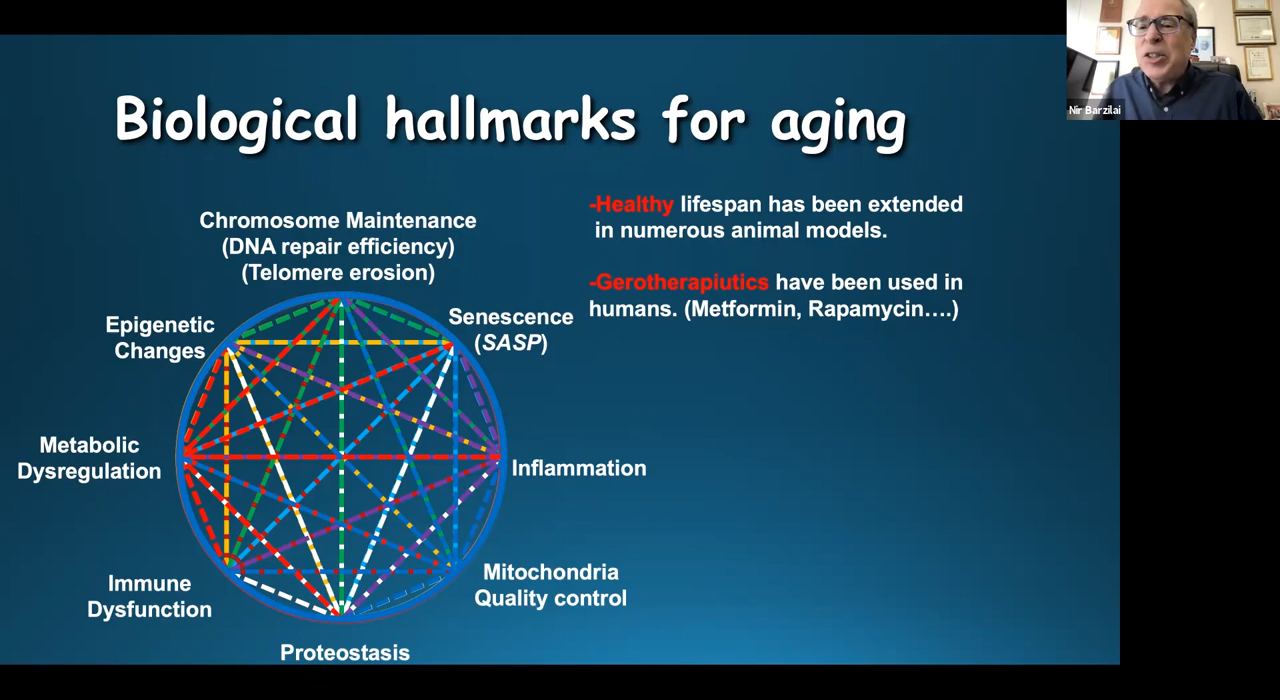 Biological hallmarks for aging
Nir Barzilai
Chromosome Maintenance
(DNA repair efficiency)
(Telomere erosion)
Senescence
(SASP)
Inflammation
Mitochondria
Quality control
Proteostasis
Immune
Dysfunction
Metabolic
Dysregulation
Epigenetic
Changes
-Healthy lifespan has been extended
in numerous animal models.
-Gerotherapiutics have been used in
humans. (Metformin, Rapamycin....)